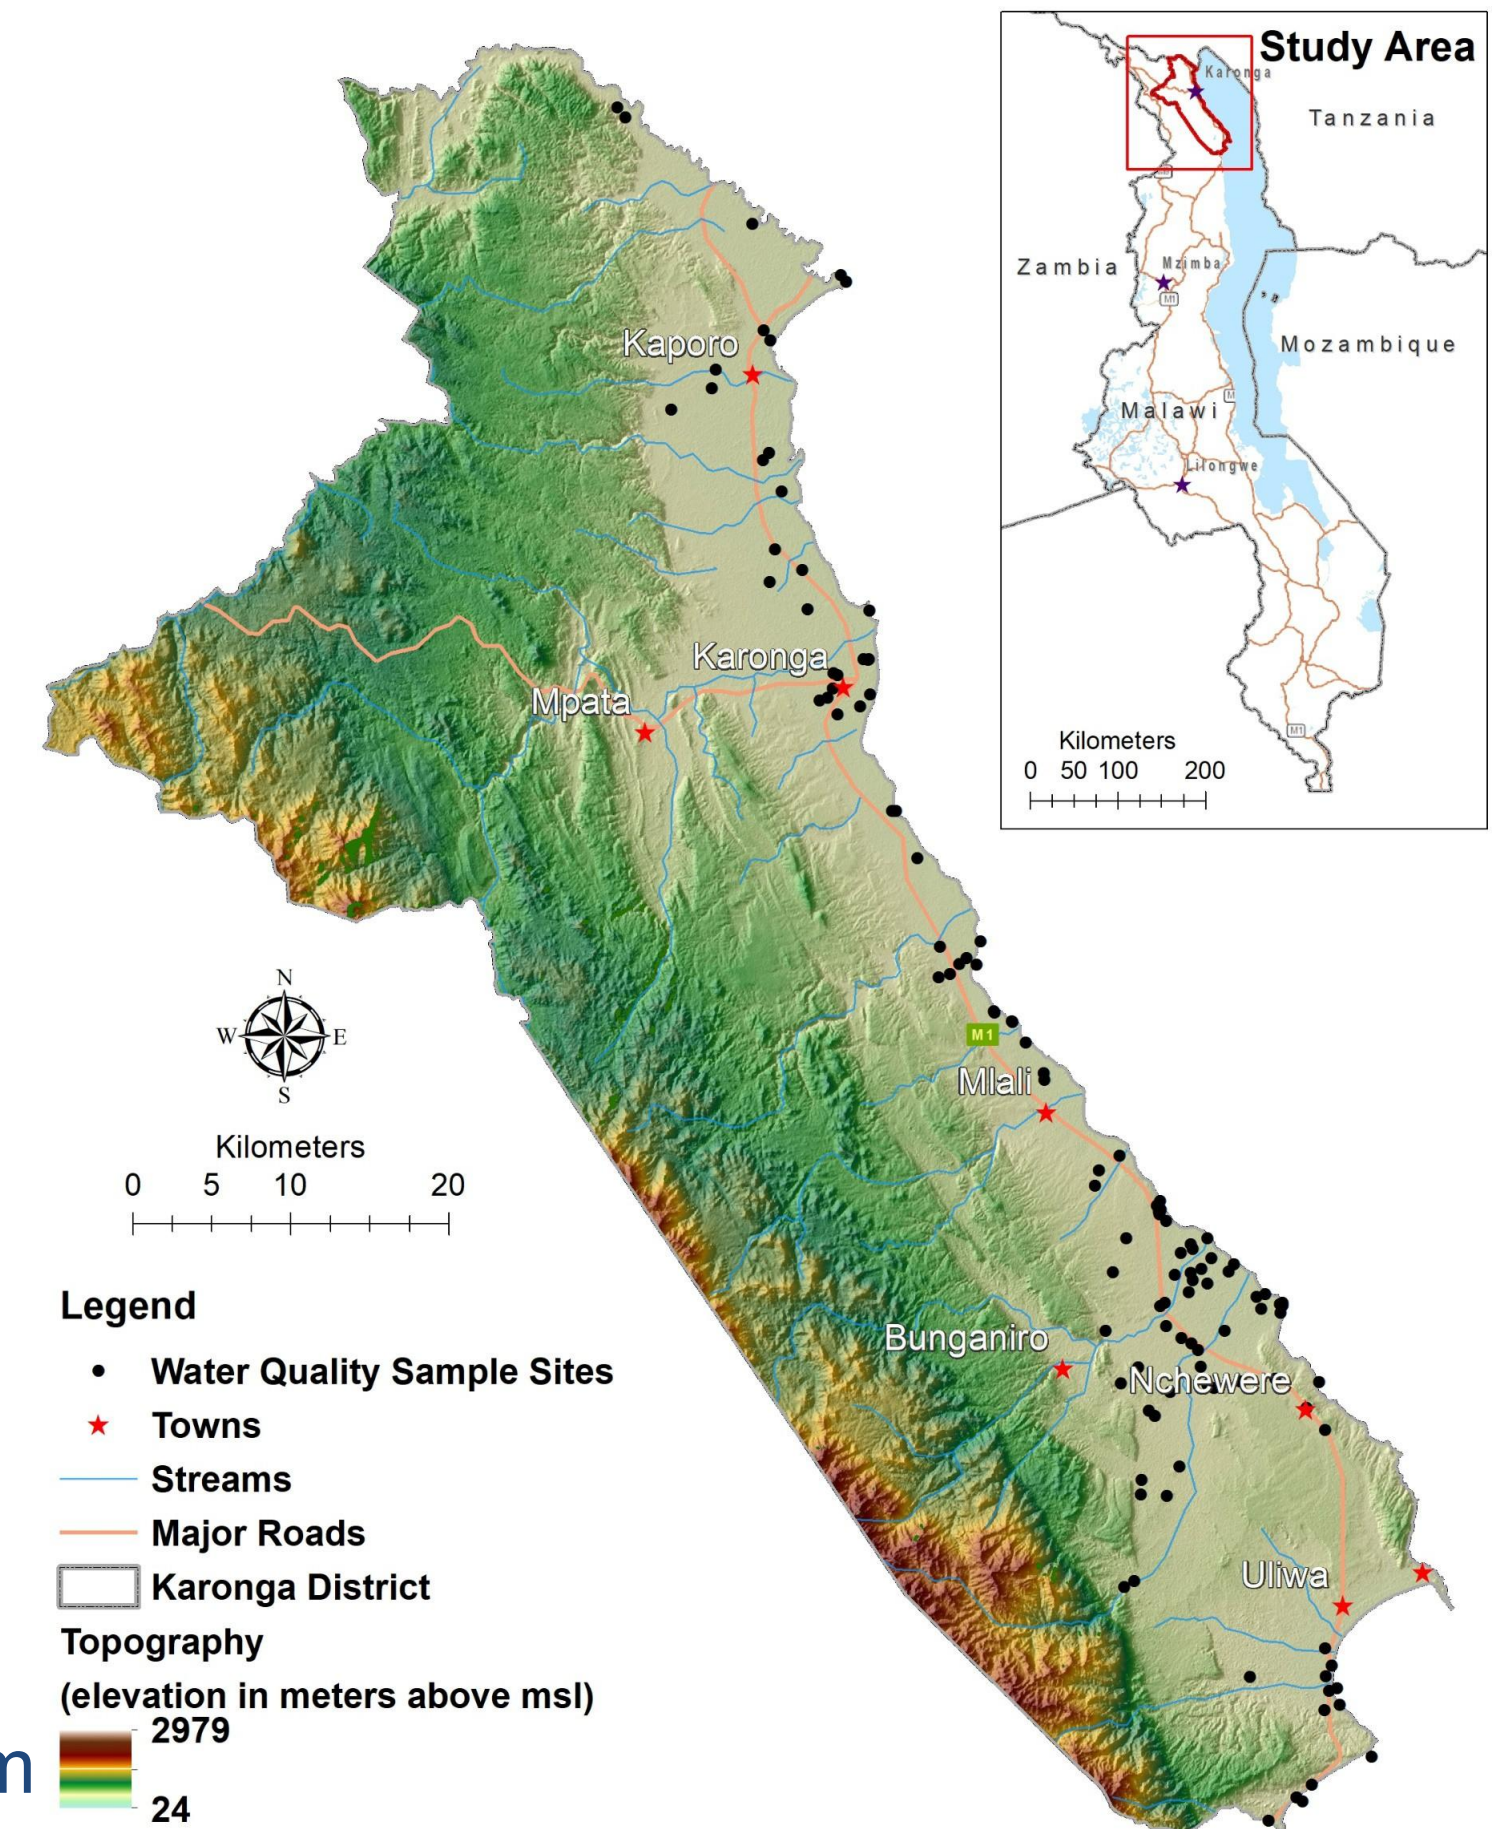 Study Area
Karonga
Tanzania
Zambia
Mzimba
M1
Mozambique
Malawi
M
Lilongwe
M1
Kilometers
0 50 100 200
Kaporo
Karonga
Mpata
M1
Mlali
Bunganiro
Nchewere
Uliwa
N
W E
S
Kilometers
0 5 10 20
Legend
Water Quality Sample Sites
Towns
Streams
Major Roads
Karonga District
Topography
(elevation in meters above msl)
2979
24
m